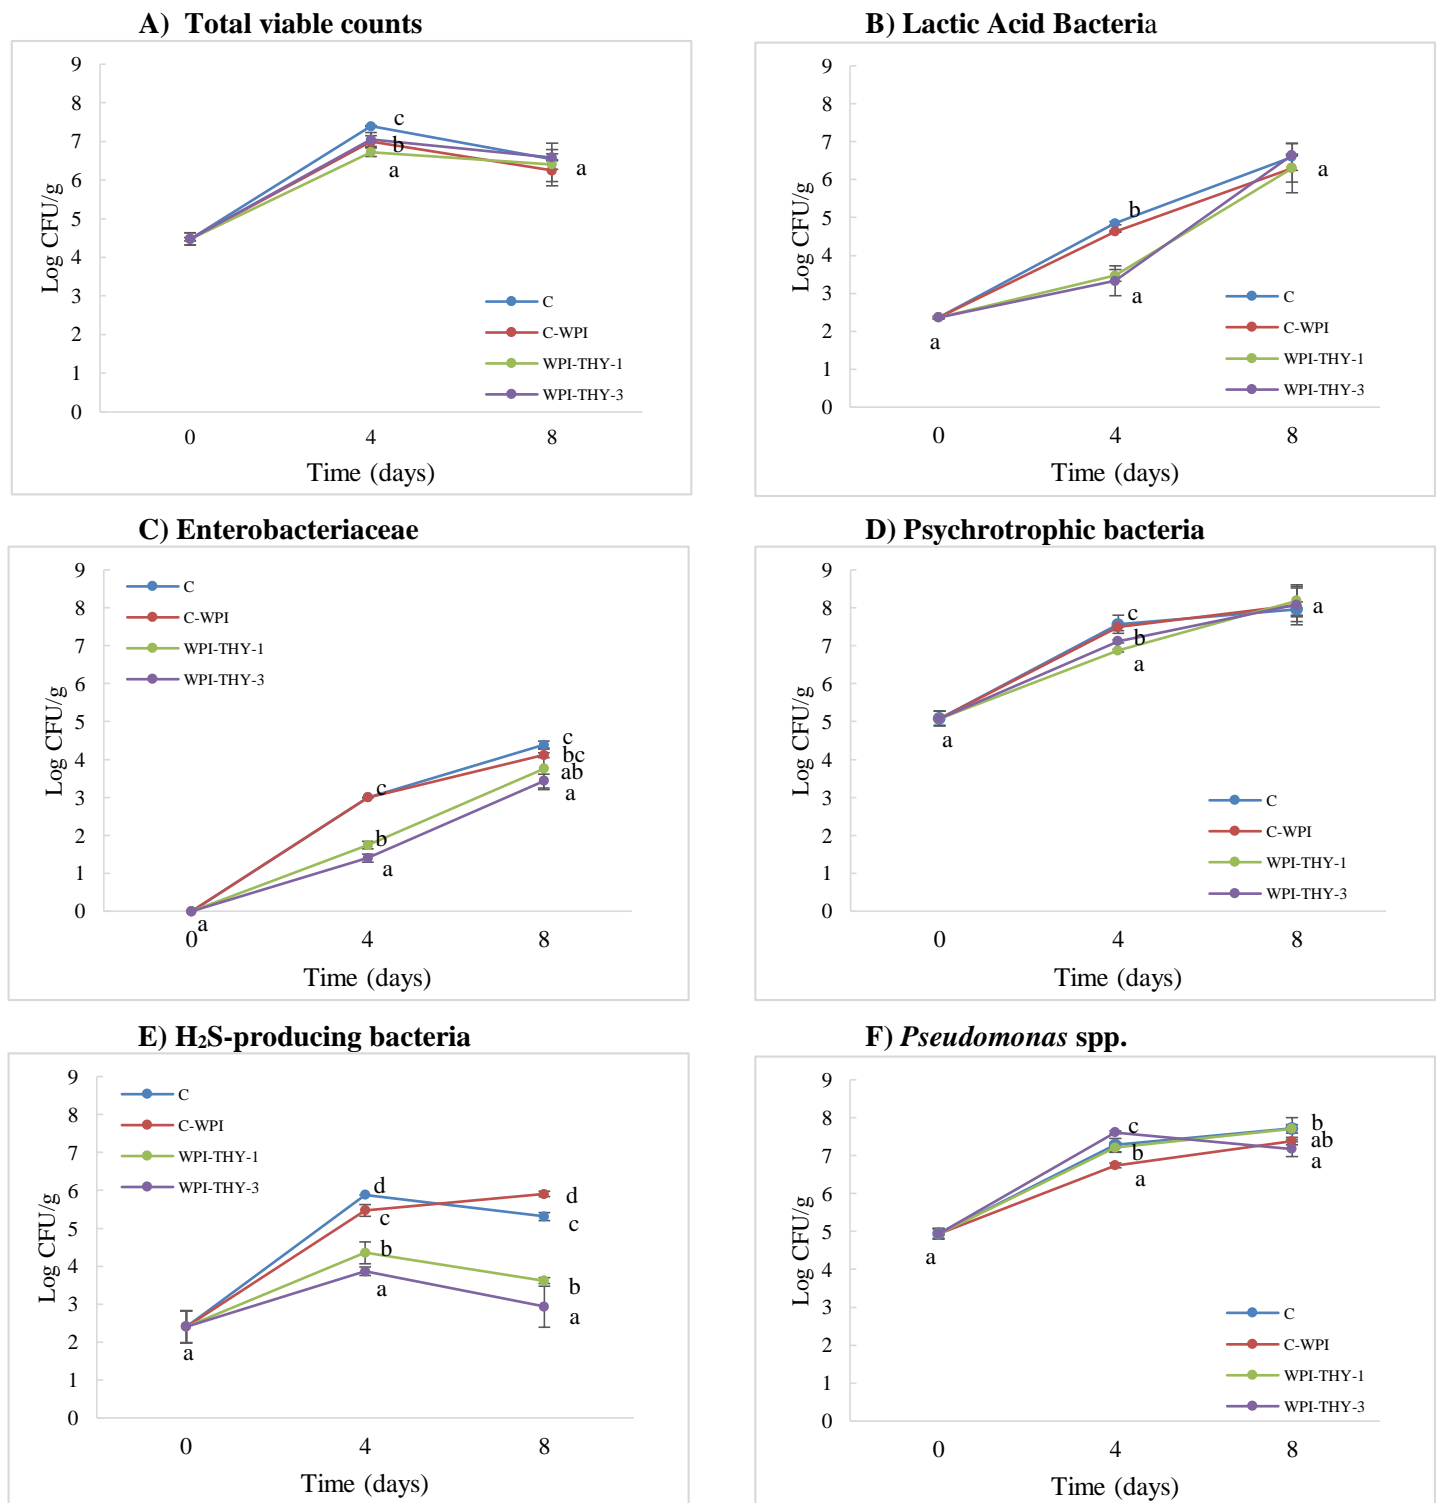 A) Total viable counts
9
8
7
6
5
4
3
2
1
0
Log CFU/g
c
b
a
a
C
C-WPI
WPI-THY-1
WPI-THY-3
0 4 8
Time (days)
B) Lactic Acid Bacteria
9
8
7
6
5
4
3
2
1
0
Log CFU/g
a
b
a
a
C
C-WPI
WPI-THY-1
WPI-THY-3
0 4 8
Time (days)
C) Enterobacteriaceae
9
8
7
6
5
4
3
2
1
0
Log CFU/g
C
C-WPI
WPI-THY-1
WPI-THY-3
c
bc
ab
a
c
b
a
a
0 4 8
Time (days)
D) Psychrotrophic bacteria
9
8
7
6
5
4
3
2
1
0
Log CFU/g
c
b
a
a
a
C
C-WPI
WPI-THY-1
WPI-THY-3
0 4 8
Time (days)
E) H₂S-producing bacteria
9
8
7
6
5
4
3
2
1
0
Log CFU/g
C
C-WPI
WPI-THY-1
WPI-THY-3
d
c
b
a
d
c
b
a
a
0 4 8
Time (days)
F) Pseudomonas spp.
9
8
7
6
5
4
3
2
1
0
Log CFU/g
c
b
a
b
ab
a
a
C
C-WPI
WPI-THY-1
WPI-THY-3
0 4 8
Time (days)